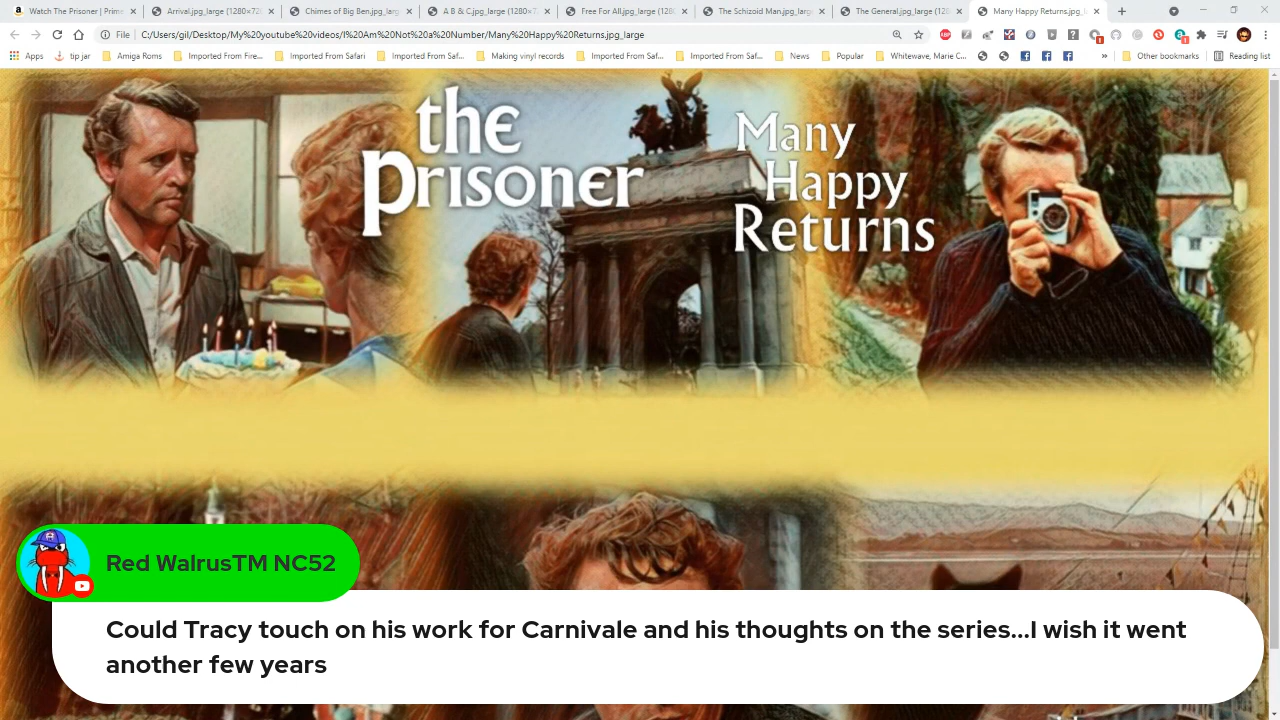 Watch The Prisoner | Prim
Arrival.jpg_large (1280×72
Chimes of Big Ben.jpg_larg
A B & C.jpg_large (1280×7
Free For All.jpg_large (128
The Schizoid Man.jpg_large
The General.jpg_large (128
Many Happy Returns.jpg_l
File
C:/Users/gil/Desktop/My%20youtube%20videos/I%20Am%20Not%20a%20Number/Many%20Happy%20Returns.jpg_large
Apps
tip jar
Amiga Roms
Imported From Fire...
Imported From Safari
Imported From Saf...
Making vinyl records
Imported From Saf...
Imported From Saf...
News
Popular
Whitewave, Marie C...
Other bookmarks
Reading list
the
prisoner
Many
Happy
Returns
Red WalrusTM NC52
Could Tracy touch on his work for Carnivale and his thoughts on the series...I wish it went
another few years